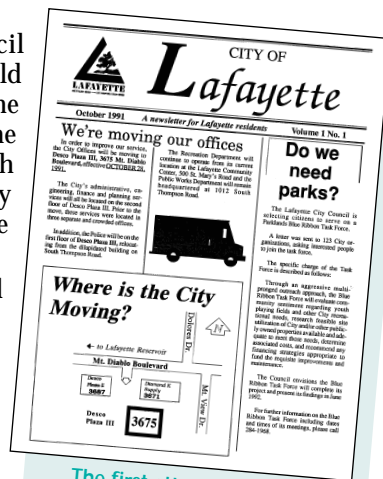 cil
ld
ne
ne
h
y
e
l
LAFAYETTE
CITY OF
Lafayette
October 1991
A newsletter for Lafayette residents
Volume 1 No. 1
We're moving our offices
In order to improve our service,
the City Offices will be moving to
Desco Plaza III, 3675 Mt. Diablo
Boulevard, effective OCTOBER 28,
1991.
The City's administrative, en-
gineering, finance and planning ser-
vices will all be located on the second
floor of Desco Plaza III. Prior to the
move, these services were located in
three separate and crowded offices.
In addition, the Police will be on the
first floor of Desco Plaza III, relocat-
ing from the dilapidated building on
South Thompson Road.
The Recreation Department will
continue to operate from its current
location at the Lafayette Community
Center, 500 St. Mary's Road and the
Public Works Department will remain
headquartered at 1012 South
Thompson Road.
Do we
need
parks?
The Lafayette City Council is
selecting citizens to serve on a
Parklands Blue Ribbon Task Force.
A letter was sent to 123 City or-
ganizations, asking interested people
to join the task force.
The specific charge of the Task
Force is described as follows:
Through an aggressive multi-
pronged outreach approach, the Blue
Ribbon Task Force will evaluate com-
munity sentiment regarding youth
playing fields and other City recrea-
tional needs, research feasible site
utilization of City and/or other public-
ly owned properties available and ade-
quate to meet those needs, determine
associated costs, and recommend any
financing strategies appropriate to
fund the requisite improvements and
maintenance.
The Council envisions the Blue
Ribbon Task Force will complete its
project and present its findings in June
1992.
For further information on the Blue
Ribbon Task Force including dates
and times of its meetings, please call
284-1968.
Where is the City
Moving?
Dolores Dr.
N
to Lafayette Reservoir
Mt. Diablo Boulevard
Desco
Plaza II
3687
Diamond K
Supply
3671
Mt. View Dr.
Desco
Plaza III
3675
The first